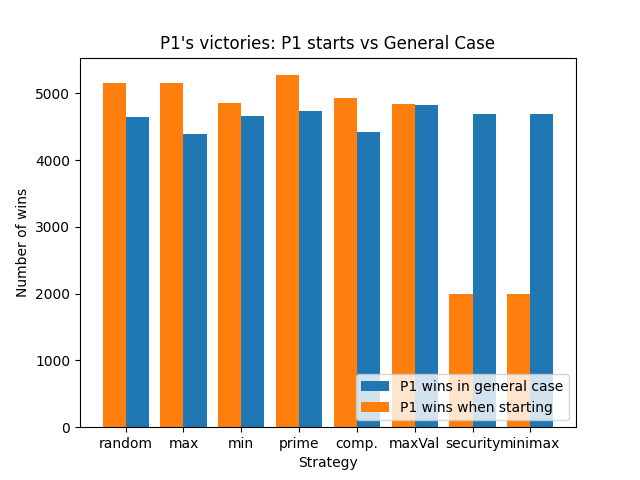 P1's victories: P1 starts vs General Case
Number of wins
5000
4000
3000
2000
1000
0
P1 wins in general case
P1 wins when starting
random max min prime comp. maxVal security minimax
Strategy